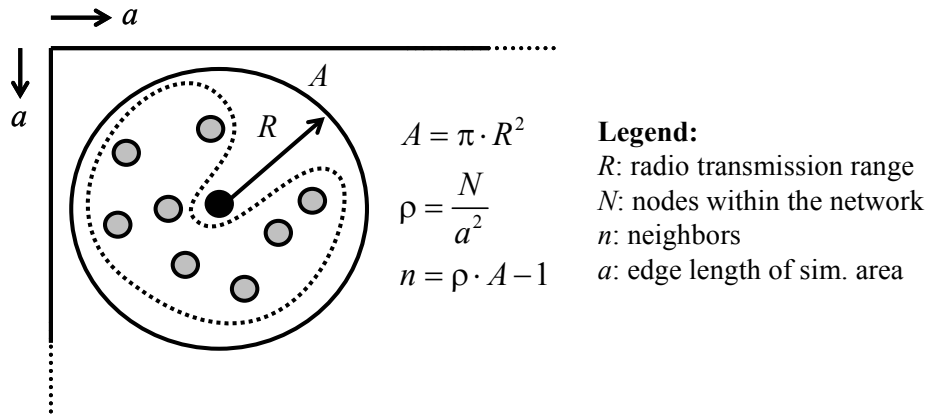 a
a
A
R
A = π · R²
ρ = N / a²
n = ρ · A − 1
Legend:
R: radio transmission range
N: nodes within the network
n: neighbors
a: edge length of sim. area